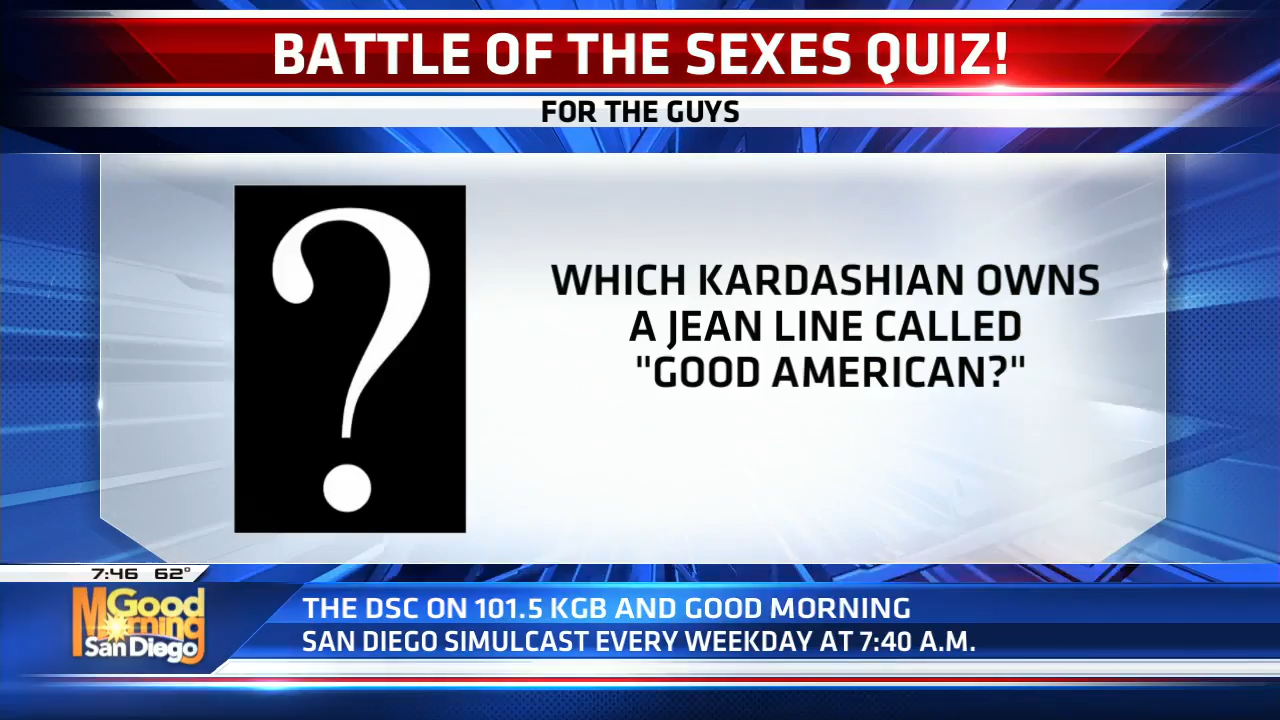 BATTLE OF THE SEXES QUIZ!
FOR THE GUYS
?
WHICH KARDASHIAN OWNS
A JEAN LINE CALLED
"GOOD AMERICAN?"
7:46 62°
Good
Morning
San Diego
THE DSC ON 101.5 KGB AND GOOD MORNING
SAN DIEGO SIMULCAST EVERY WEEKDAY AT 7:40 A.M.